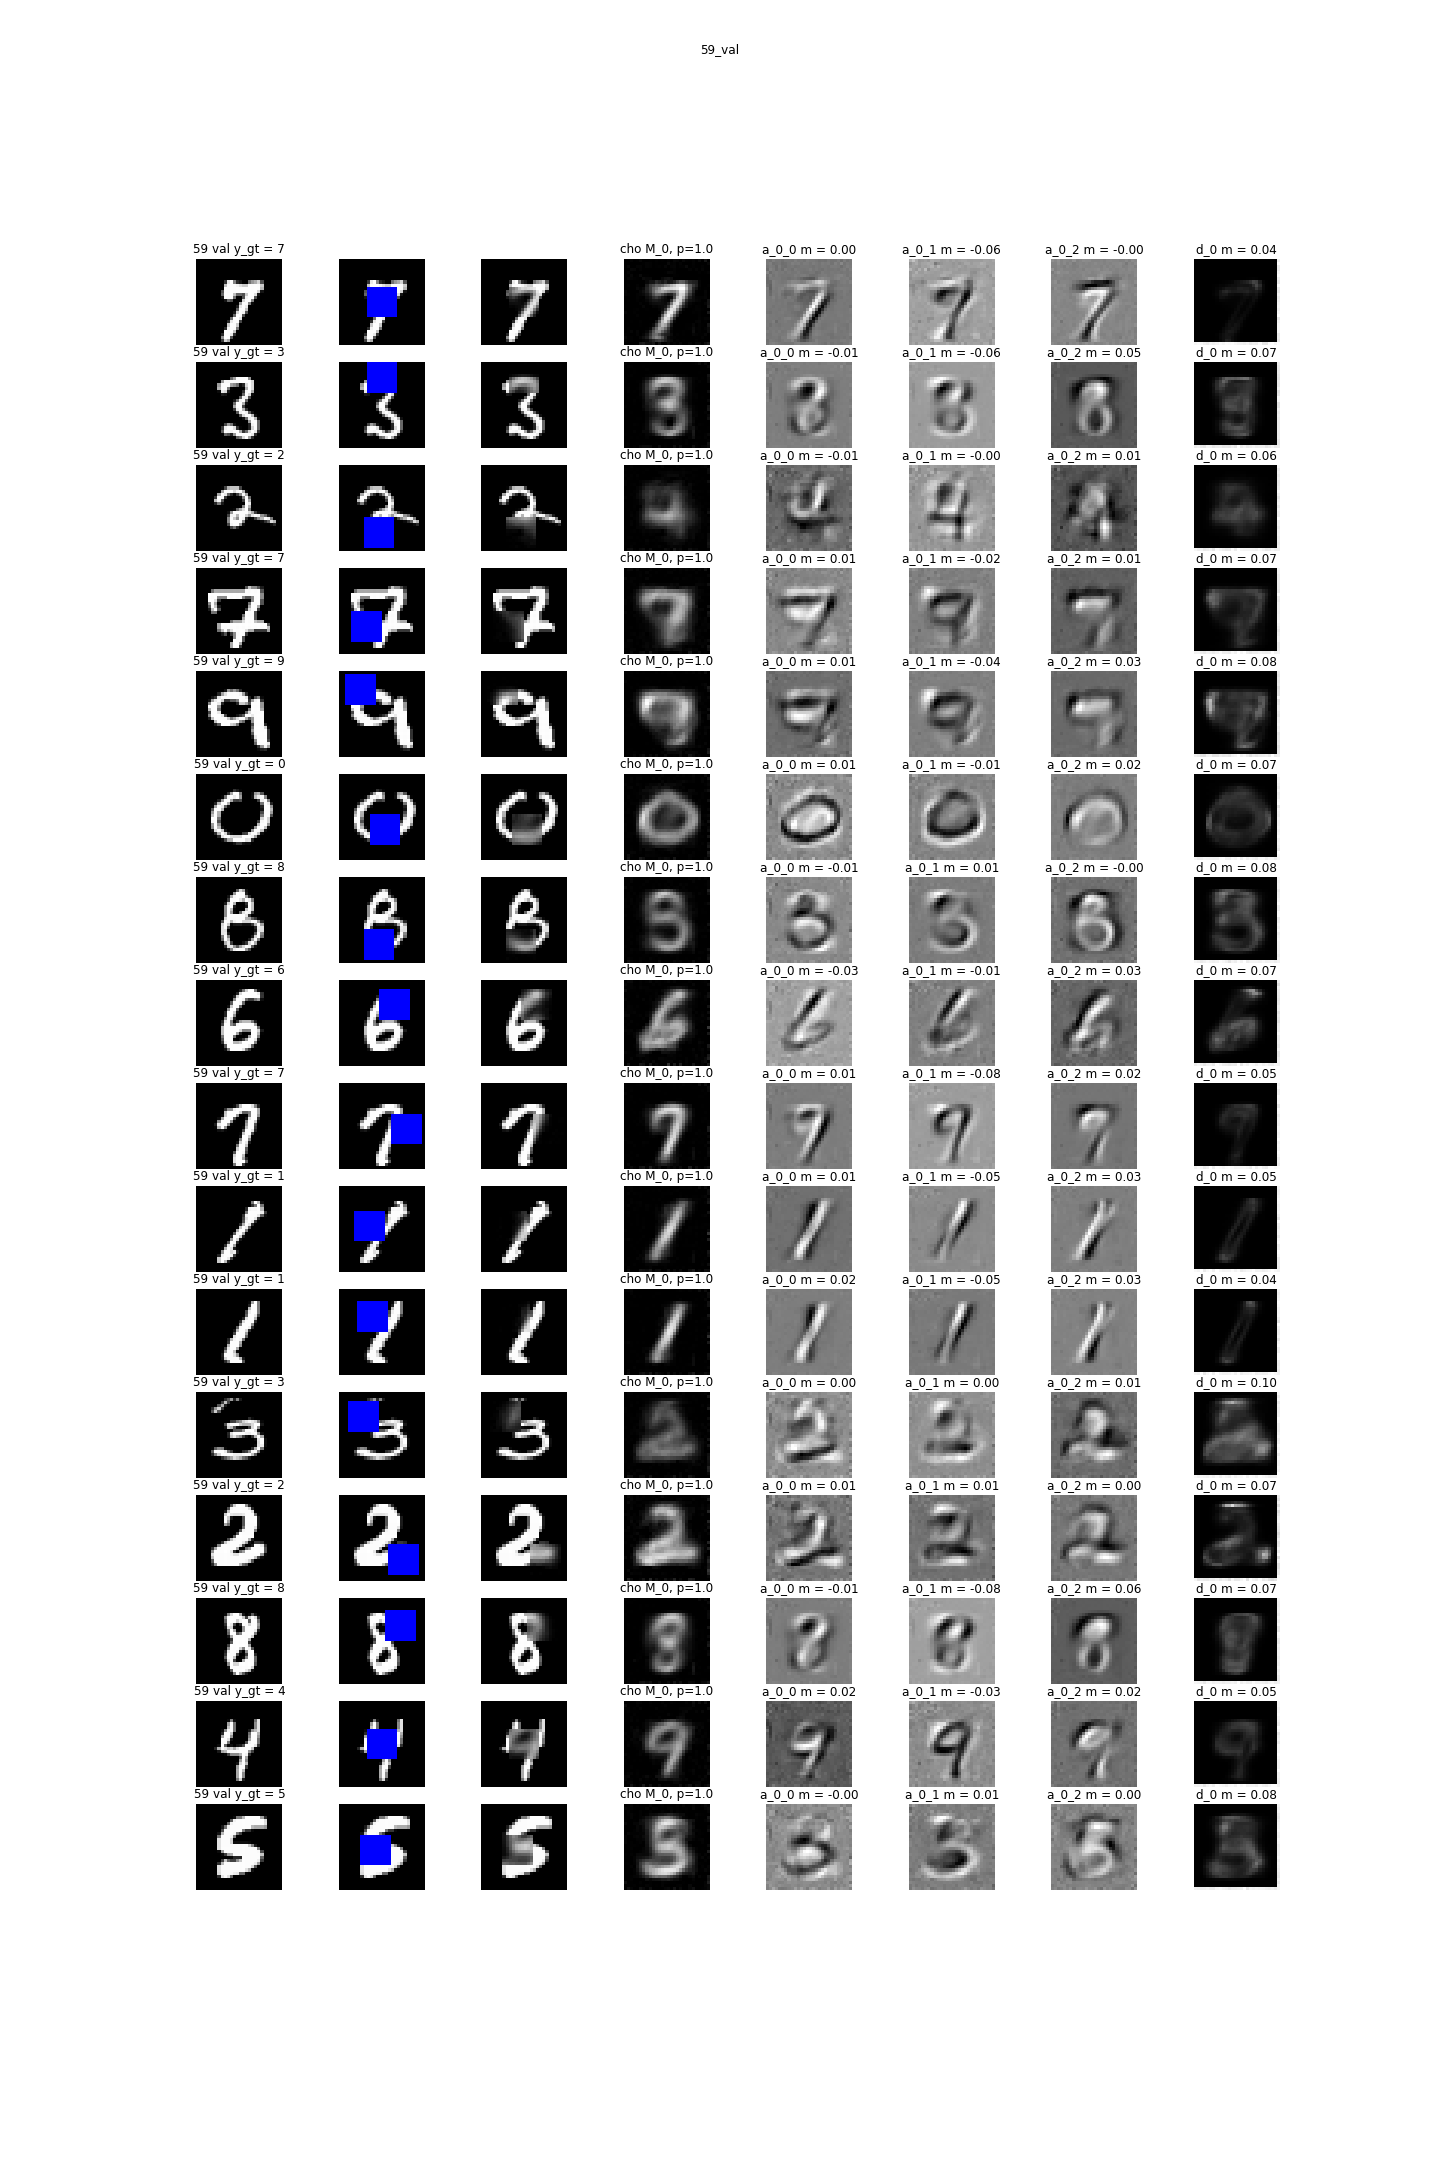 59_val
59 val y_gt = 7 cho M_0, p=1.0 a_0_0 m = 0.00 a_0_1 m = -0.06 a_0_2 m = -0.00 d_0 m = 0.04
59 val y_gt = 3 cho M_0, p=1.0 a_0_0 m = -0.01 a_0_1 m = -0.06 a_0_2 m = 0.05 d_0 m = 0.07
59 val y_gt = 2 cho M_0, p=1.0 a_0_0 m = -0.01 a_0_1 m = -0.00 a_0_2 m = 0.01 d_0 m = 0.06
59 val y_gt = 7 cho M_0, p=1.0 a_0_0 m = 0.01 a_0_1 m = -0.02 a_0_2 m = 0.01 d_0 m = 0.07
59 val y_gt = 9 cho M_0, p=1.0 a_0_0 m = 0.01 a_0_1 m = -0.04 a_0_2 m = 0.03 d_0 m = 0.08
59 val y_gt = 0 cho M_0, p=1.0 a_0_0 m = 0.01 a_0_1 m = -0.01 a_0_2 m = 0.02 d_0 m = 0.07
59 val y_gt = 8 cho M_0, p=1.0 a_0_0 m = -0.01 a_0_1 m = 0.01 a_0_2 m = -0.00 d_0 m = 0.08
59 val y_gt = 6 cho M_0, p=1.0 a_0_0 m = -0.03 a_0_1 m = -0.01 a_0_2 m = 0.03 d_0 m = 0.07
59 val y_gt = 7 cho M_0, p=1.0 a_0_0 m = 0.01 a_0_1 m = -0.08 a_0_2 m = 0.02 d_0 m = 0.05
59 val y_gt = 1 cho M_0, p=1.0 a_0_0 m = 0.01 a_0_1 m = -0.05 a_0_2 m = 0.03 d_0 m = 0.05
59 val y_gt = 1 cho M_0, p=1.0 a_0_0 m = 0.02 a_0_1 m = -0.05 a_0_2 m = 0.03 d_0 m = 0.04
59 val y_gt = 3 cho M_0, p=1.0 a_0_0 m = 0.00 a_0_1 m = 0.00 a_0_2 m = 0.01 d_0 m = 0.10
59 val y_gt = 2 cho M_0, p=1.0 a_0_0 m = 0.01 a_0_1 m = 0.01 a_0_2 m = 0.00 d_0 m = 0.07
59 val y_gt = 8 cho M_0, p=1.0 a_0_0 m = -0.01 a_0_1 m = -0.08 a_0_2 m = 0.06 d_0 m = 0.07
59 val y_gt = 4 cho M_0, p=1.0 a_0_0 m = 0.02 a_0_1 m = -0.03 a_0_2 m = 0.02 d_0 m = 0.05
59 val y_gt = 5 cho M_0, p=1.0 a_0_0 m = -0.00 a_0_1 m = 0.01 a_0_2 m = 0.00 d_0 m = 0.08